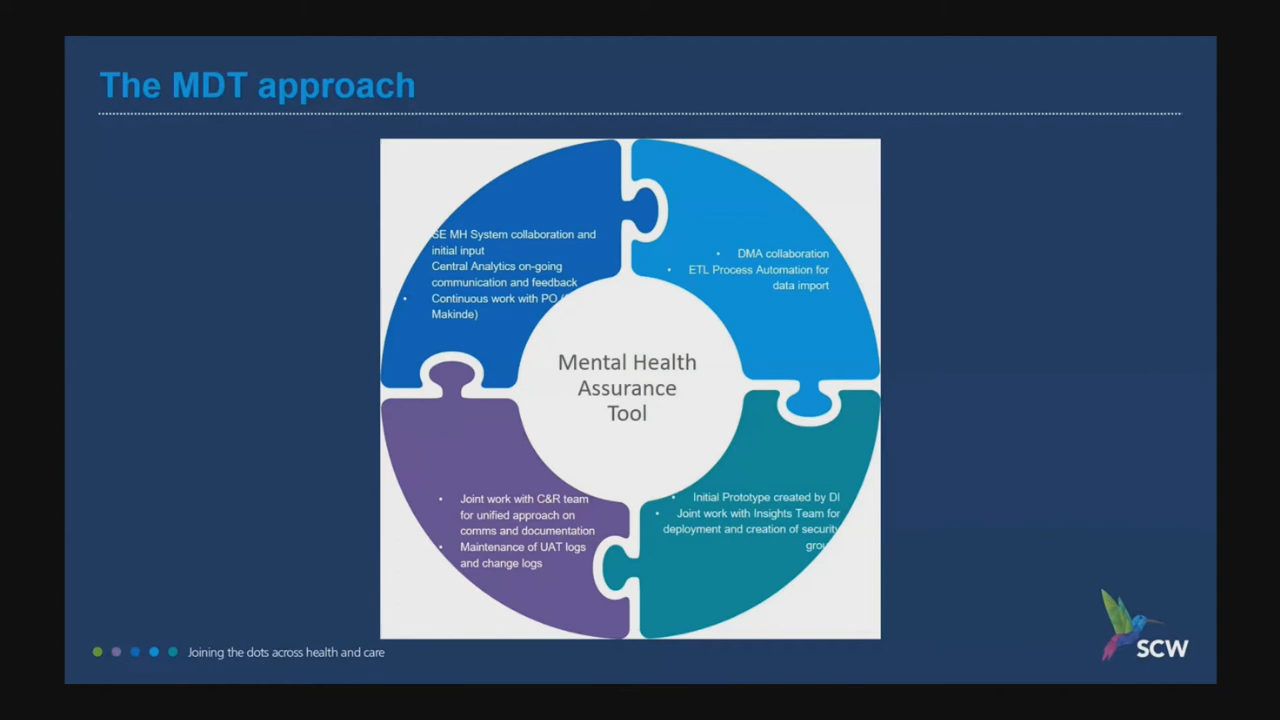 The MDT approach
SE MH System collaboration and
initial input
Central Analytics on-going
communication and feedback
• Continuous work with PO
Makinde)
• DMA collaboration
• ETL Process Automation for
data import
Mental Health
Assurance
Tool
• Joint work with C&R team
for unified approach on
comms and documentation
• Maintenance of UAT logs
and change logs
• Initial Prototype created by DI
• Joint work with Insights Team for
deployment and creation of security
Joining the dots across health and care
SCW